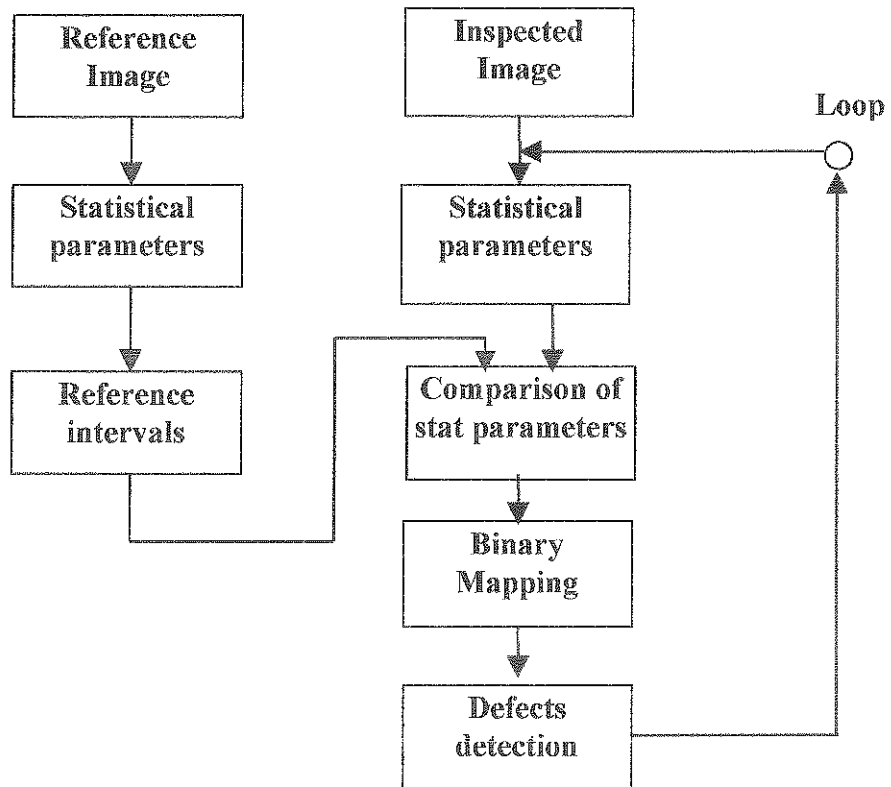 Reference
Image
Inspected
Image
Loop
Statistical
parameters
Statistical
parameters
Reference
intervals
Comparison of
stat parameters
Binary
Mapping
Defects
detection